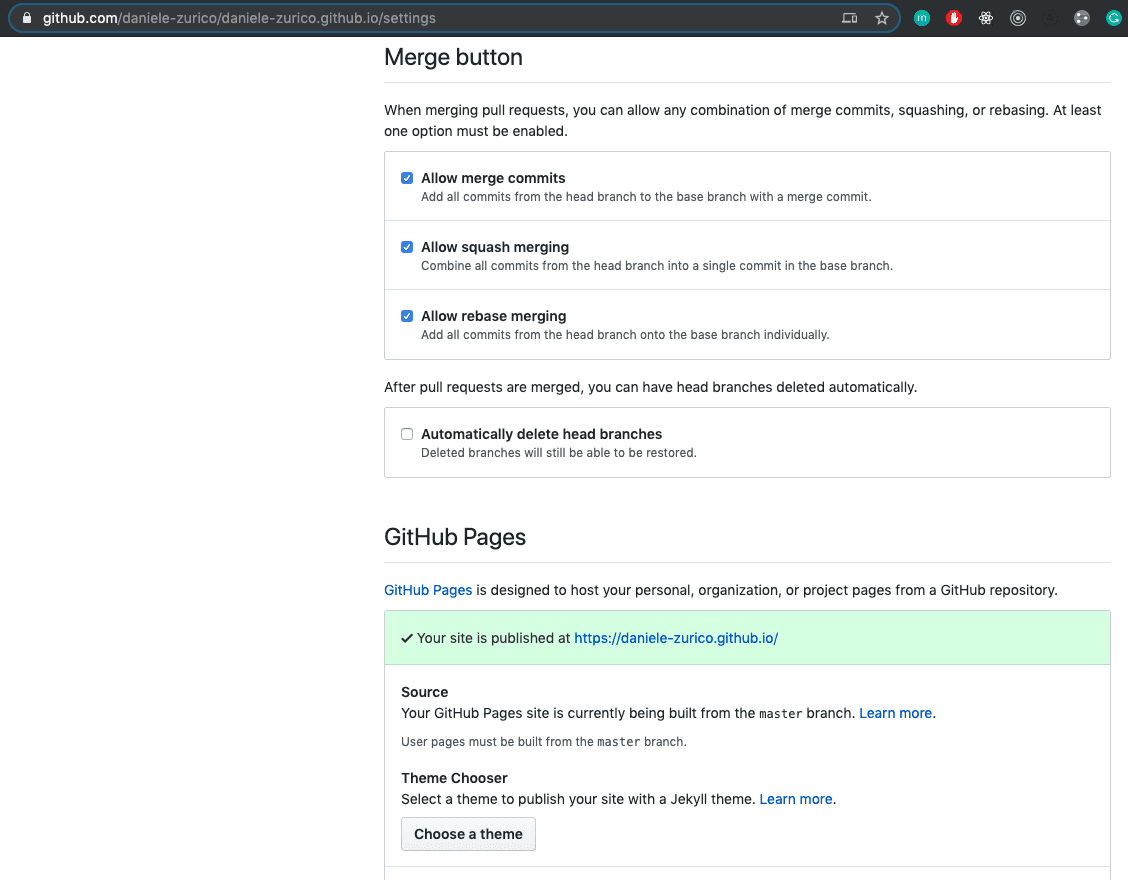 github.com/daniele-zurico/daniele-zurico.github.io/settings
Merge button
When merging pull requests, you can allow any combination of merge commits, squashing, or rebasing. At least
one option must be enabled.
Allow merge commits
Add all commits from the head branch to the base branch with a merge commit.
Allow squash merging
Combine all commits from the head branch into a single commit in the base branch.
Allow rebase merging
Add all commits from the head branch onto the base branch individually.
After pull requests are merged, you can have head branches deleted automatically.
Automatically delete head branches
Deleted branches will still be able to be restored.
GitHub Pages
GitHub Pages is designed to host your personal, organization, or project pages from a GitHub repository.
Your site is published at https://daniele-zurico.github.io/
Source
Your GitHub Pages site is currently being built from the master branch. Learn more.
User pages must be built from the master branch.
Theme Chooser
Select a theme to publish your site with a Jekyll theme. Learn more.
Choose a theme